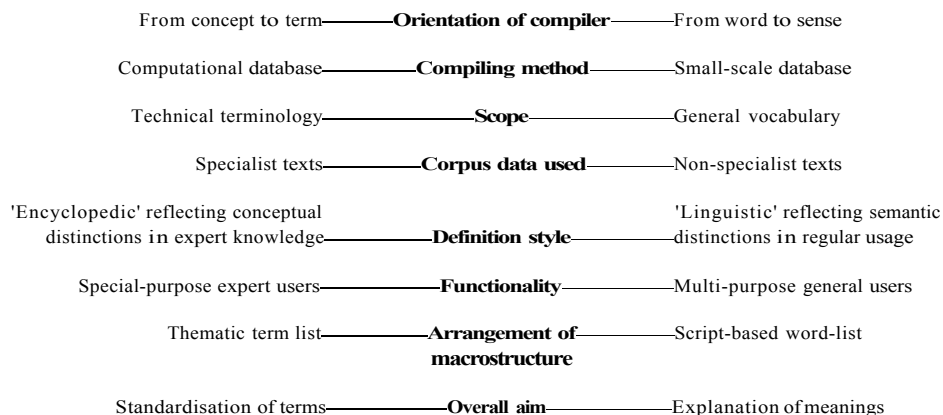 From concept to term Orientation of compiler From word to sense
Computational database Compiling method Small-scale database
Technical terminology Scope General vocabulary
Specialist texts Corpus data used Non-specialist texts
'Encyclopedic' reflecting conceptual 'Linguistic' reflecting semantic
distinctions in expert knowledge Definition style distinctions in regular usage
Special-purpose expert users Functionality Multi-purpose general users
Thematic term list Arrangement of Script-based word-list
macrostructure
Standardisation of terms Overall aim Explanation of meanings